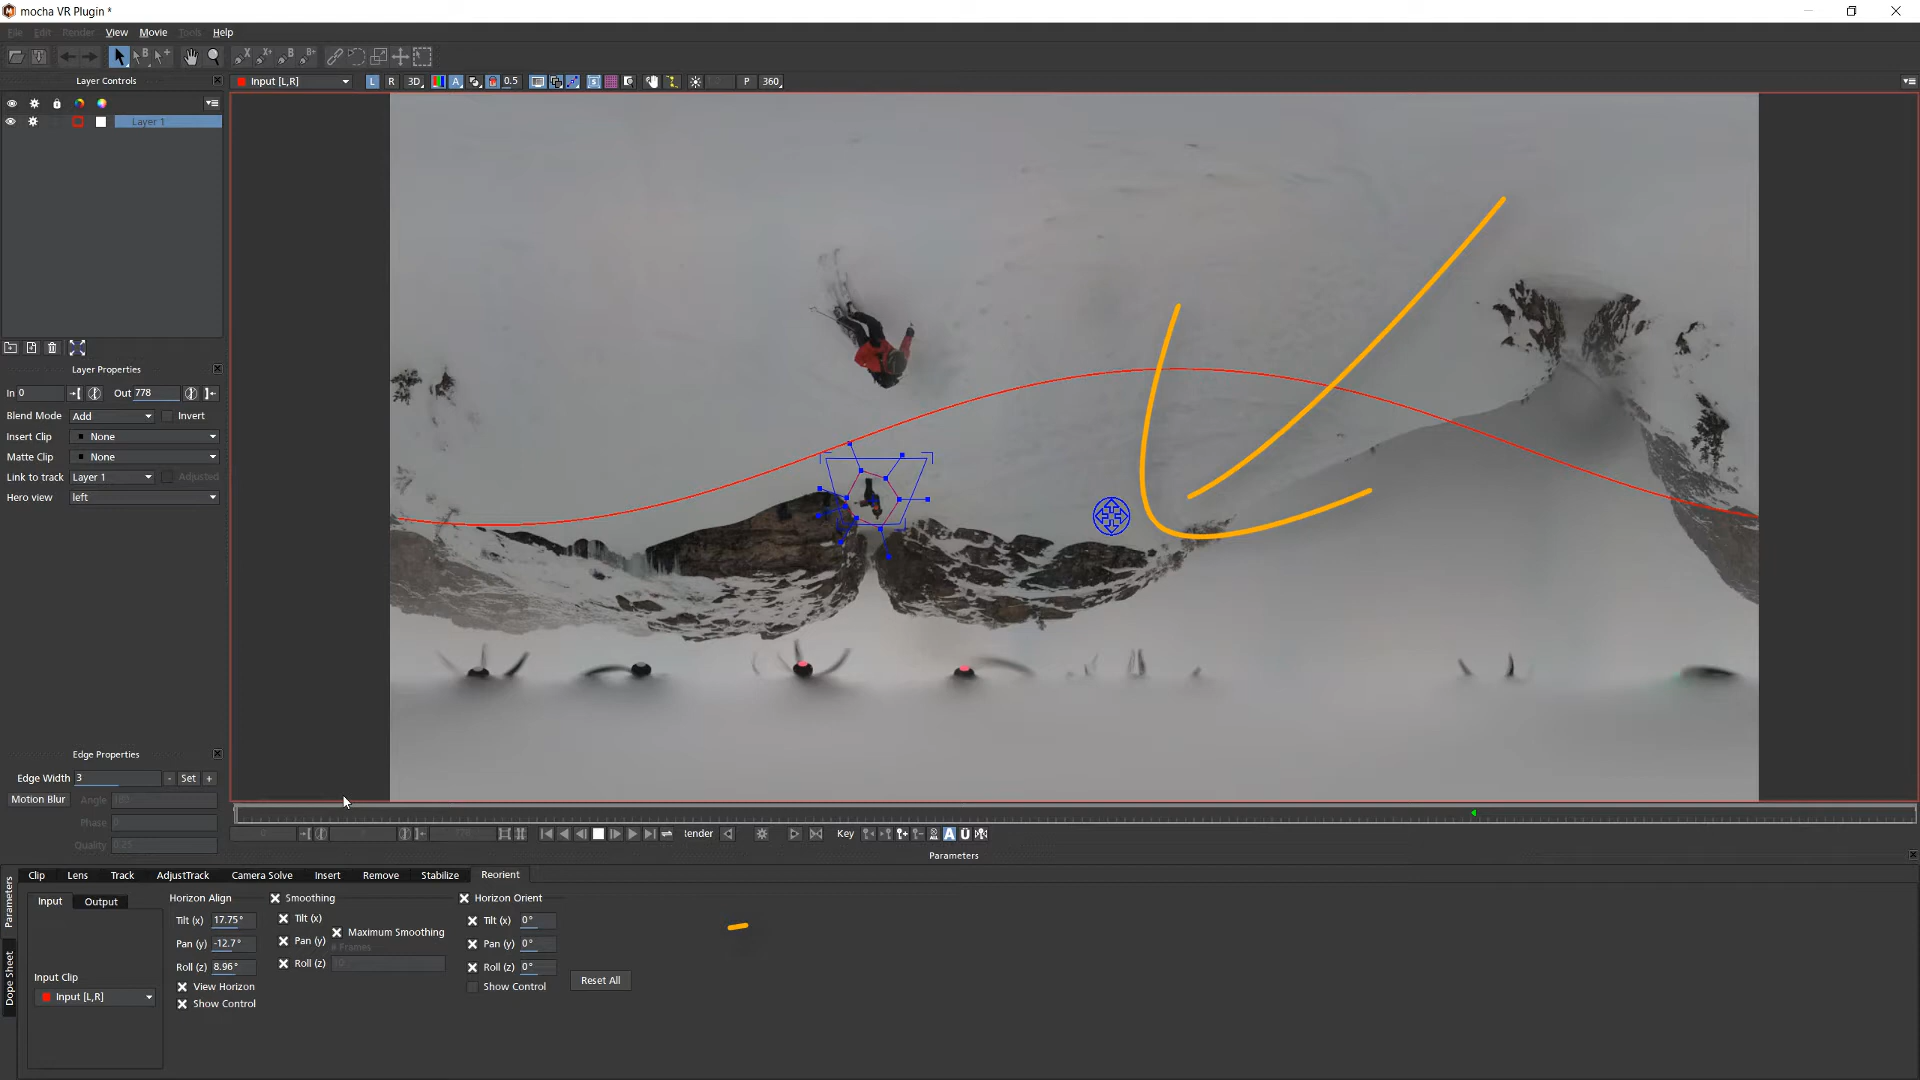 mocha VR Plugin *
File Edit Render View Movie Tools Help
Layer Controls
Input [L,R] L R 3D A 0.5 P 360
Layer 1
Layer Properties
In 0 Out 778
Blend Mode Add Invert
Insert Clip None
Matte Clip None
Link to track Layer 1 Adjusted
Hero view left
Edge Properties
Edge Width 3 - Set +
Motion Blur Angle 180
Phase 0
Quality 0.25
ender Key A Ü
Parameters
Parameters
Dope Sheet
Clip Lens Track AdjustTrack Camera Solve Insert Remove Stabilize Reorient
Input Output
Input Clip
Input [L,R]
Horizon Align
Tilt (x) 17.75°
Pan (y) -12.7°
Roll (z) 8.96°
View Horizon
Show Control
Smoothing
Tilt (x)
Pan (y)
Roll (z)
Maximum Smoothing
# Frames
Horizon Orient
Tilt (x) 0°
Pan (y) 0°
Roll (z) 0°
Show Control
Reset All